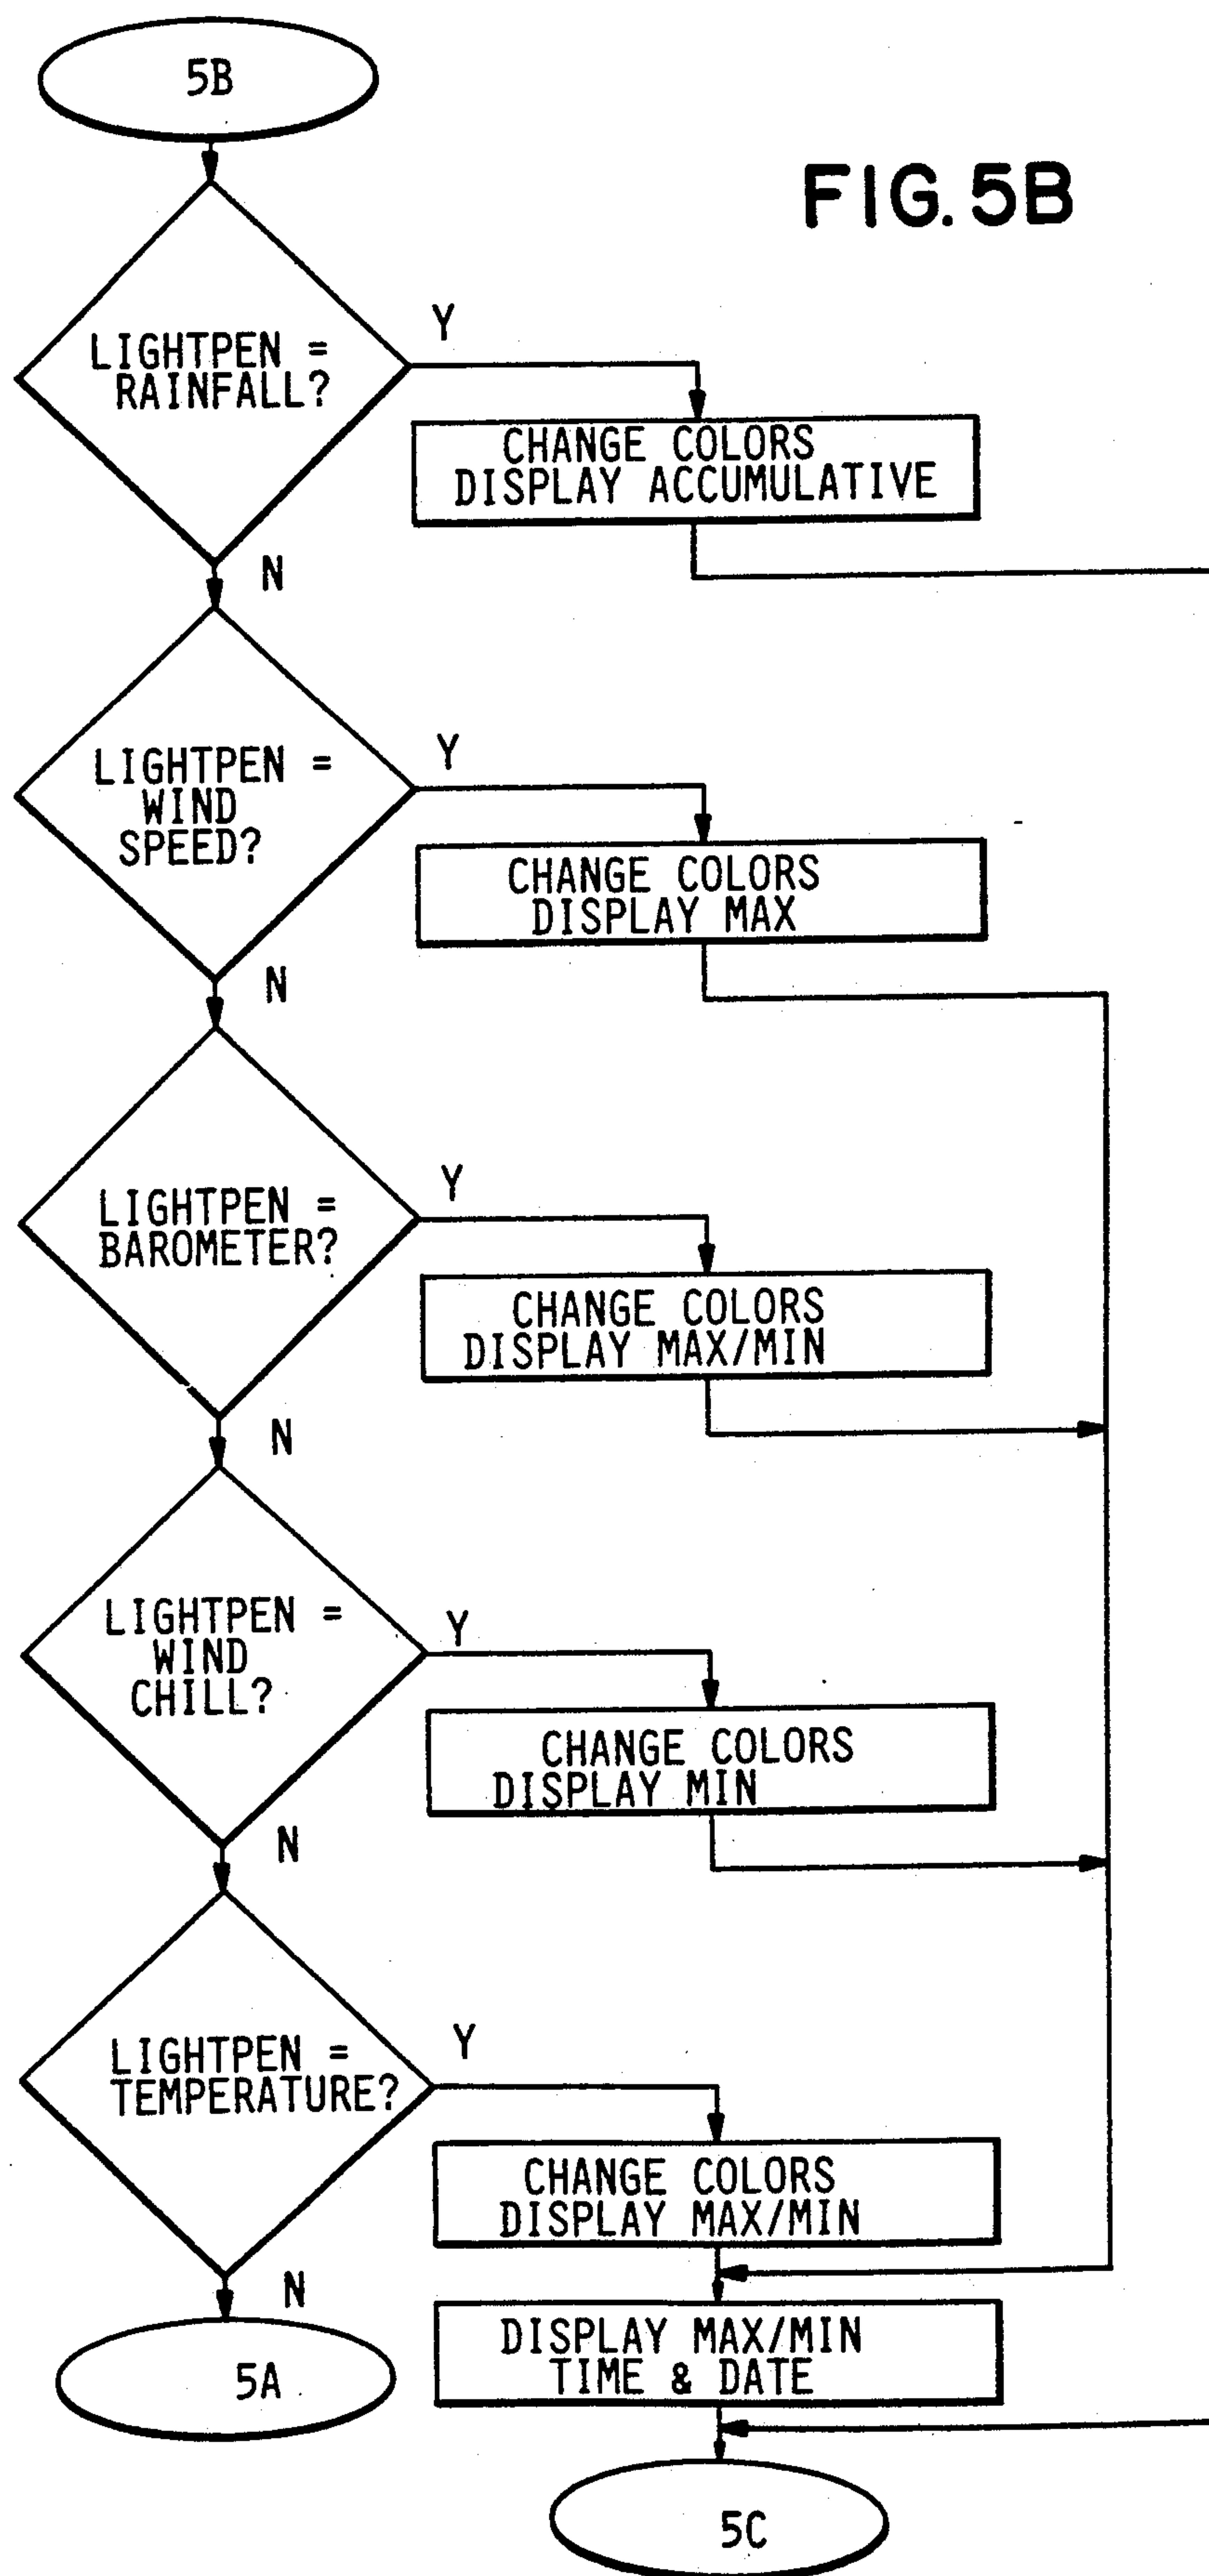 5B
FIG. 5B
LIGHTPEN =
RAINFALL?
Y
CHANGE COLORS
DISPLAY ACCUMULATIVE
N
LIGHTPEN =
WIND
SPEED?
Y
CHANGE COLORS
DISPLAY MAX
N
LIGHTPEN =
BAROMETER?
Y
CHANGE COLORS
DISPLAY MAX/MIN
N
LIGHTPEN =
WIND
CHILL?
Y
CHANGE COLORS
DISPLAY MIN
N
LIGHTPEN =
TEMPERATURE?
Y
CHANGE COLORS
DISPLAY MAX/MIN
N
DISPLAY MAX/MIN
TIME & DATE
5A
5C